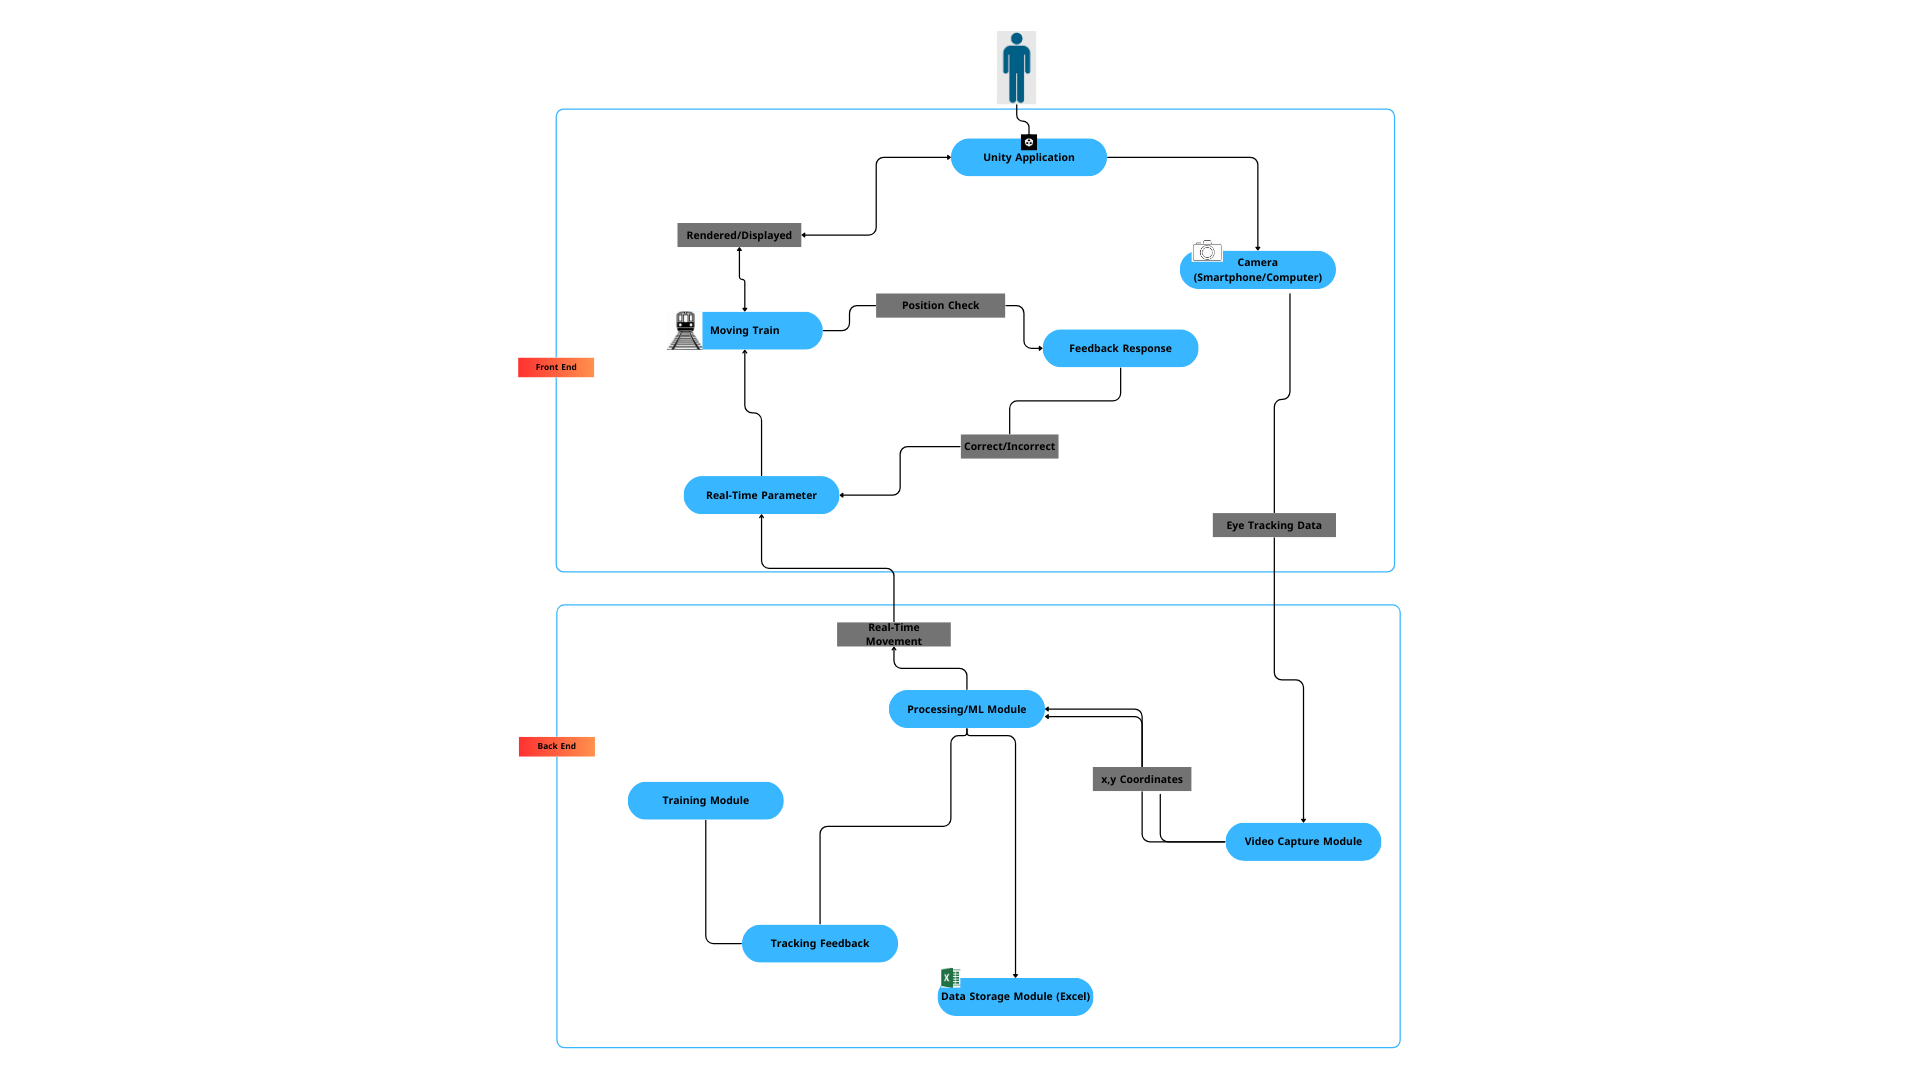 Unity Application
Rendered/Displayed
Camera
(Smartphone/Computer)
Position Check
Moving Train
Feedback Response
Front End
Correct/Incorrect
Real-Time Parameter
Eye Tracking Data
Real-Time
Movement
Processing/ML Module
Back End
x,y Coordinates
Training Module
Video Capture Module
Tracking Feedback
X
Data Storage Module (Excel)